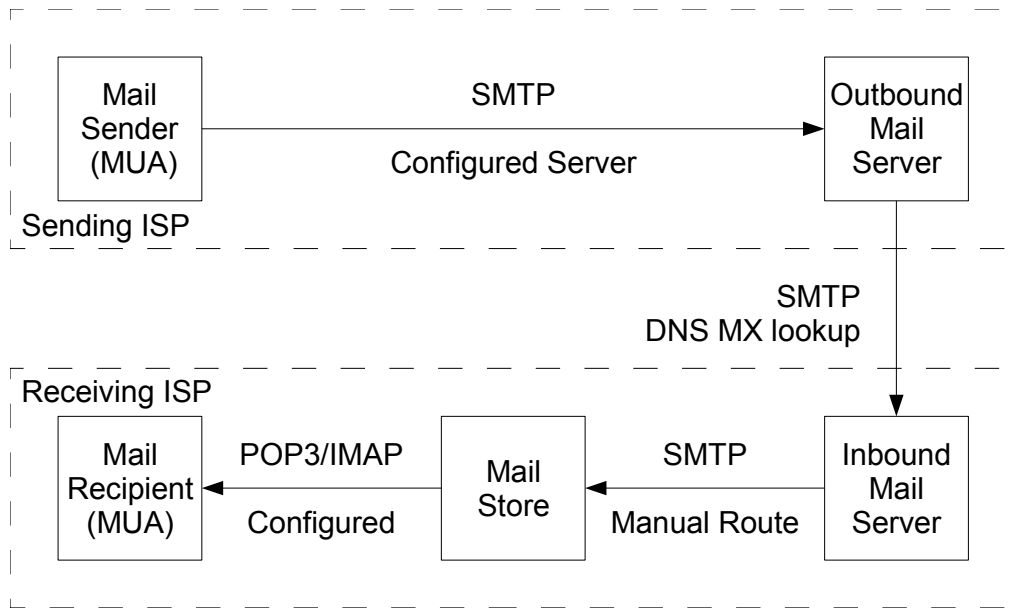 Mail
Sender
(MUA)
SMTP
Configured Server
Outbound
Mail
Server
Sending ISP
SMTP
DNS MX lookup
Receiving ISP
Mail
Recipient
(MUA)
POP3/IMAP
Configured
Mail
Store
SMTP
Manual Route
Inbound
Mail
Server